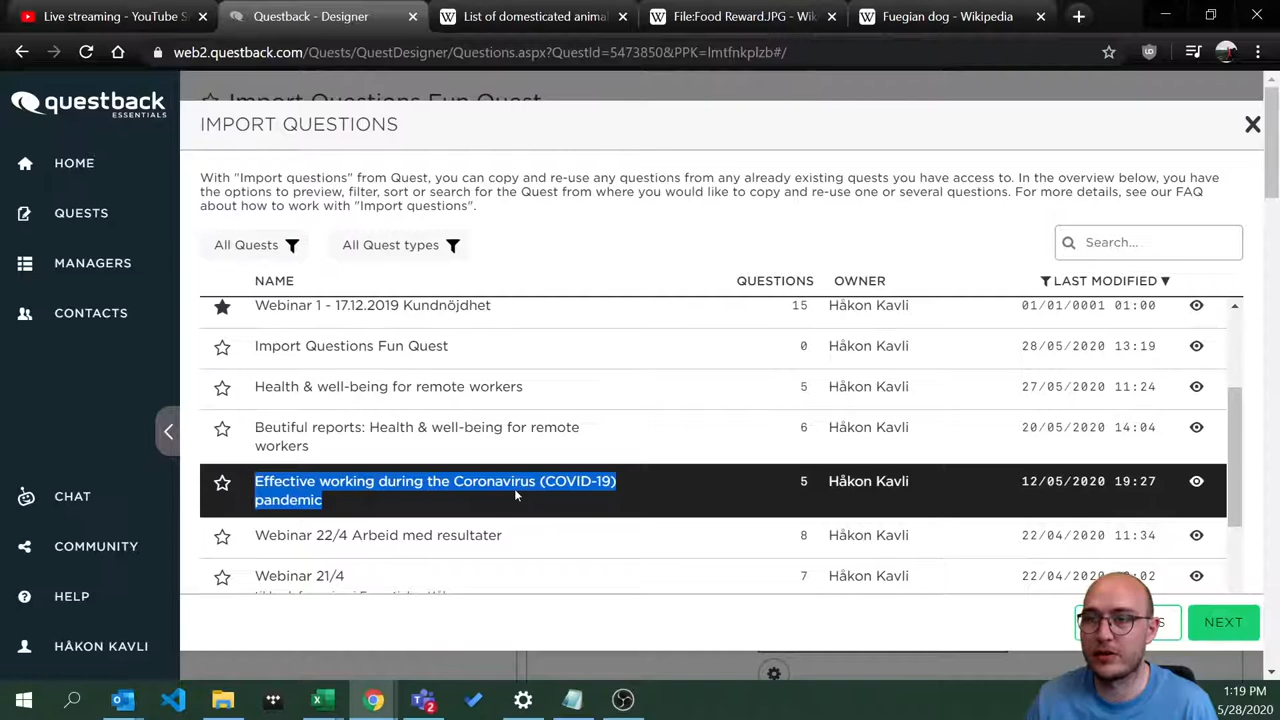 Live streaming - YouTube S
Questback - Designer
List of domesticated anima
File:Food Reward.JPG - Wik
Fuegian dog - Wikipedia
web2.questback.com/Quests/QuestDesigner/Questions.aspx?QuestId=5473850&PPK=lmtfnkplzb#/
questback
ESSENTIALS
HOME
QUESTS
MANAGERS
CONTACTS
CHAT
COMMUNITY
HELP
HÅKON KAVLI
Import Questions Fun Quest
IMPORT QUESTIONS
With "Import questions" from Quest, you can copy and re-use any questions from any already existing quests you have access to. In the overview below, you have
the options to preview, filter, sort or search for the Quest from where you would like to copy and re-use one or several questions. For more details, see our FAQ
about how to work with "Import questions".
All Quests
All Quest types
Search...
NAME QUESTIONS OWNER LAST MODIFIED
Webinar 1 - 17.12.2019 Kundnöjdhet 15 Håkon Kavli 01/01/0001 01:00
Import Questions Fun Quest 0 Håkon Kavli 28/05/2020 13:19
Health & well-being for remote workers 5 Håkon Kavli 27/05/2020 11:24
Beutiful reports: Health & well-being for remote 6 Håkon Kavli 20/05/2020 14:04
workers
Effective working during the Coronavirus (COVID-19) 5 Håkon Kavli 12/05/2020 19:27
pandemic
Webinar 22/4 Arbeid med resultater 8 Håkon Kavli 22/04/2020 11:34
Webinar 21/4 7 Håkon Kavli 22/04/2020
NEXT
1:19 PM
5/28/2020